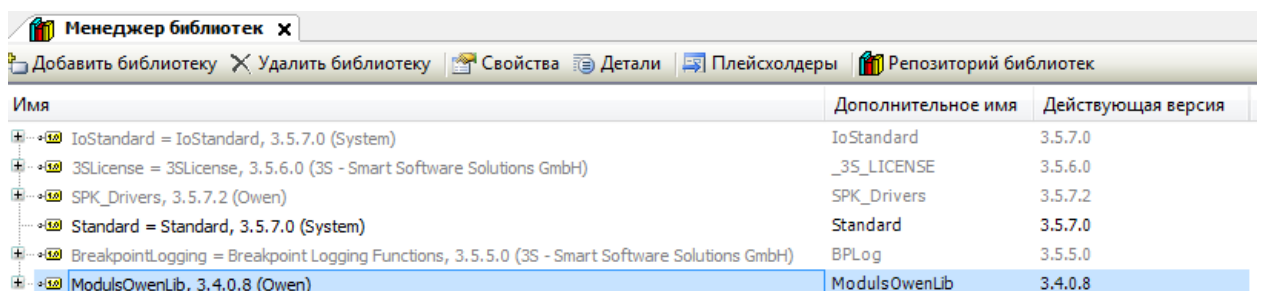 Менеджер библиотек
Добавить библиотеку Удалить библиотеку Свойства Детали Плейсхолдеры Репозиторий библиотек
Имя Дополнительное имя Действующая версия
IoStandard = IoStandard, 3.5.7.0 (System) IoStandard 3.5.7.0
3SLicense = 3SLicense, 3.5.6.0 (3S - Smart Software Solutions GmbH) _3S_LICENSE 3.5.6.0
SPK_Drivers, 3.5.7.2 (Owen) SPK_Drivers 3.5.7.2
Standard = Standard, 3.5.7.0 (System) Standard 3.5.7.0
BreakpointLogging = Breakpoint Logging Functions, 3.5.5.0 (3S - Smart Software Solutions GmbH) BPLog 3.5.5.0
ModulsOwenLib, 3.4.0.8 (Owen) ModulsOwenLib 3.4.0.8